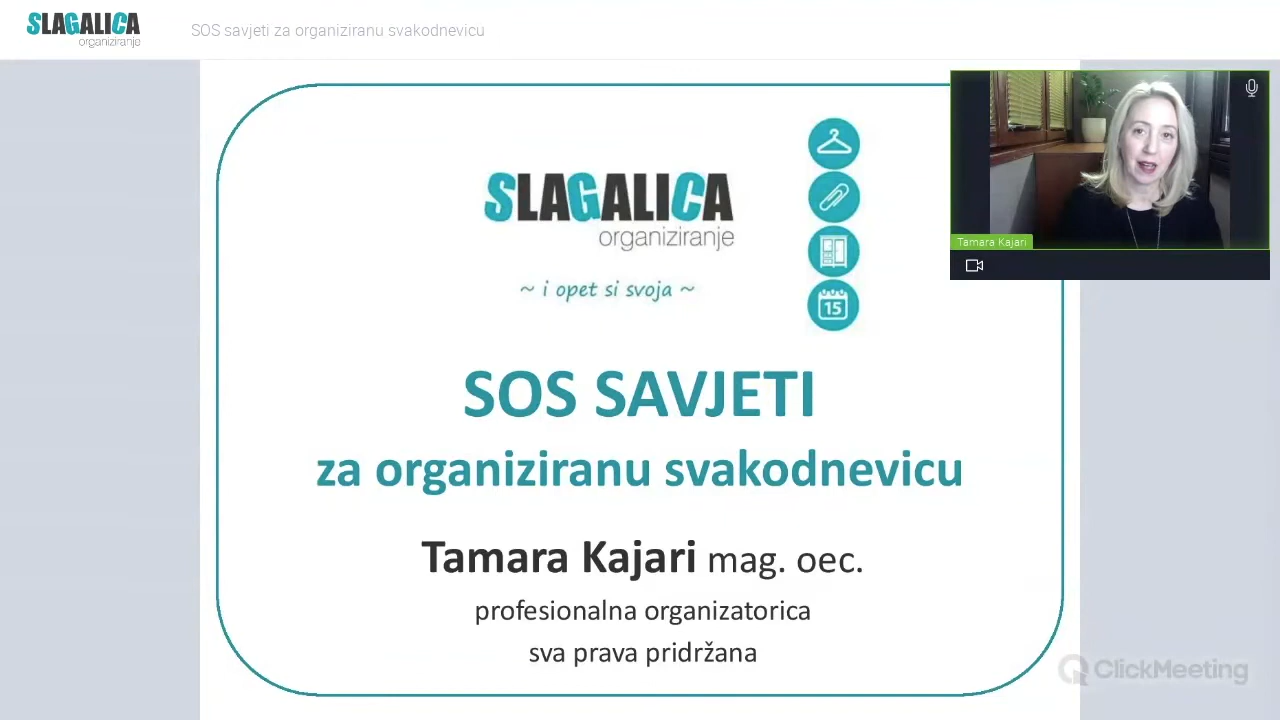 SLAGALICA
organiziranje
SOS savjeti za organiziranu svakodnevicu
SLAGALICA
organiziranje
~ i opet si svoja ~
15
Tamara Kajari
SOS SAVJETI
za organiziranu svakodnevicu
Tamara Kajari mag. oec.
profesionalna organizatorica
sva prava pridržana
ClickMeeting